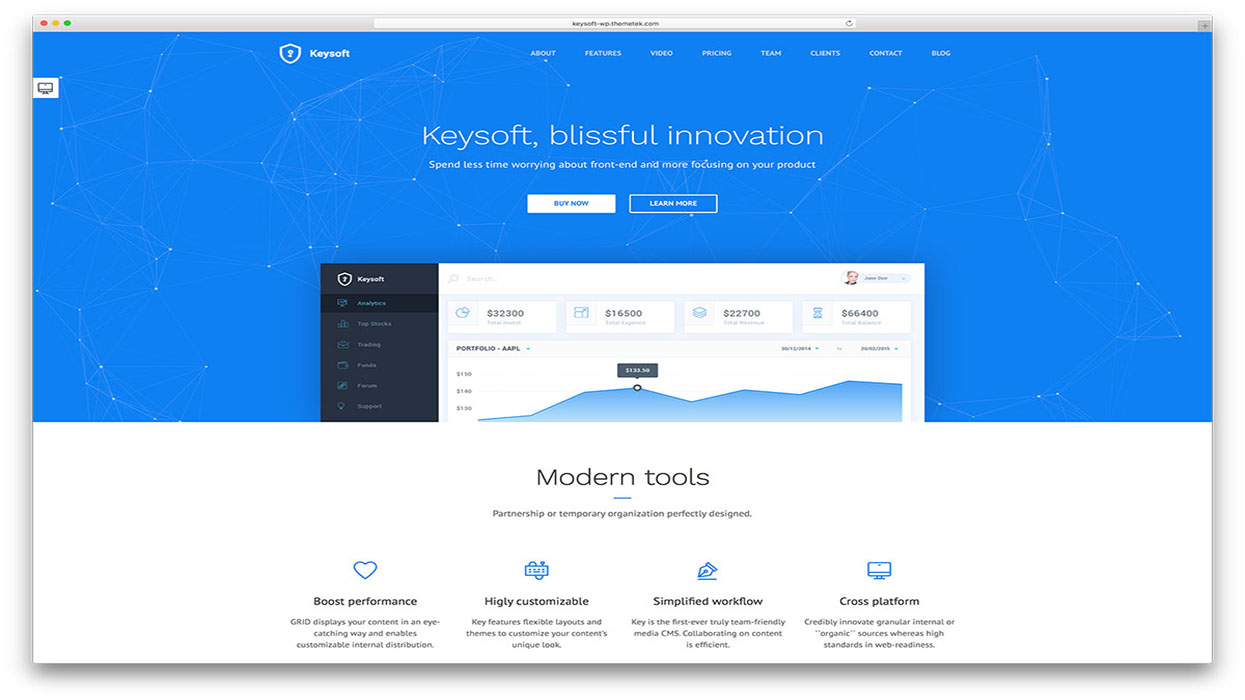 keysoft-wp.themetek.com
Keysoft
ABOUT FEATURES VIDEO PRICING TEAM CLIENTS CONTACT BLOG
Keysoft, blissful innovation
Spend less time worrying about front-end and more focusing on your product
BUY NOW LEARN MORE
Keysoft
Search...
Jane Doe
Analytics
Top Stocks
Trading
Funds
Forum
Support
$32300
Total Invest
$16500
Total Expence
$22700
Total Revenue
$66400
Total Balance
PORTFOLIO - AAPL
30/12/2014 to 20/02/2015
$133.50
$150
$140
$130
Modern tools
Partnership or temporary organization perfectly designed.
Boost performance
GRID displays your content in an eye-
catching way and enables
customizable internal distribution.
Higly customizable
Key features flexible layouts and
themes to customize your content's
unique look.
Simplified workflow
Key is the first-ever truly team-friendly
media CMS. Collaborating on content
is efficient.
Cross platform
Credibly innovate granular internal or
``organic`` sources whereas high
standards in web-readiness.